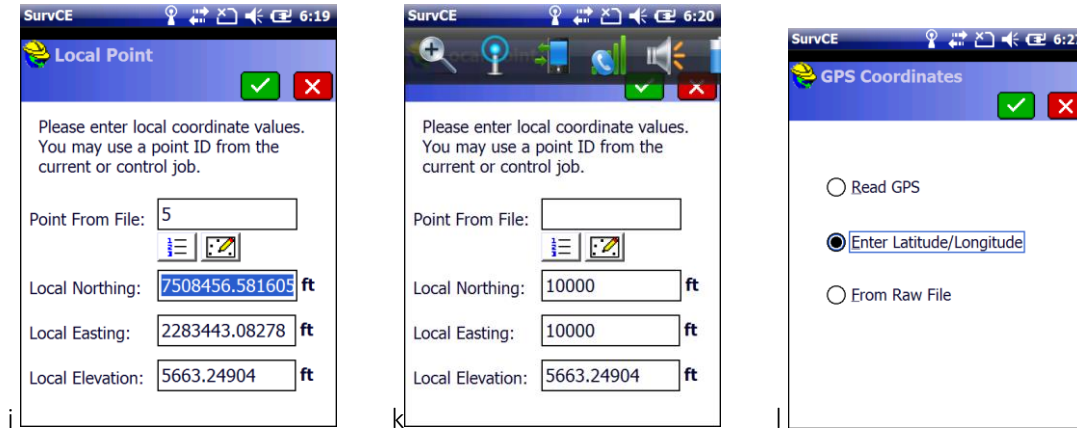 SurvCE 6:19
Local Point
Please enter local coordinate values.
You may use a point ID from the
current or control job.
Point From File: 5
Local Northing: 7508456.581605 ft
Local Easting: 2283443.08278 ft
Local Elevation: 5663.24904 ft
j
SurvCE 6:20
Please enter local coordinate values.
You may use a point ID from the
current or control job.
Point From File:
Local Northing: 10000 ft
Local Easting: 10000 ft
Local Elevation: 5663.24904 ft
k
SurvCE
GPS Coordinates
Read GPS
Enter Latitude/Longitude
From Raw File
l